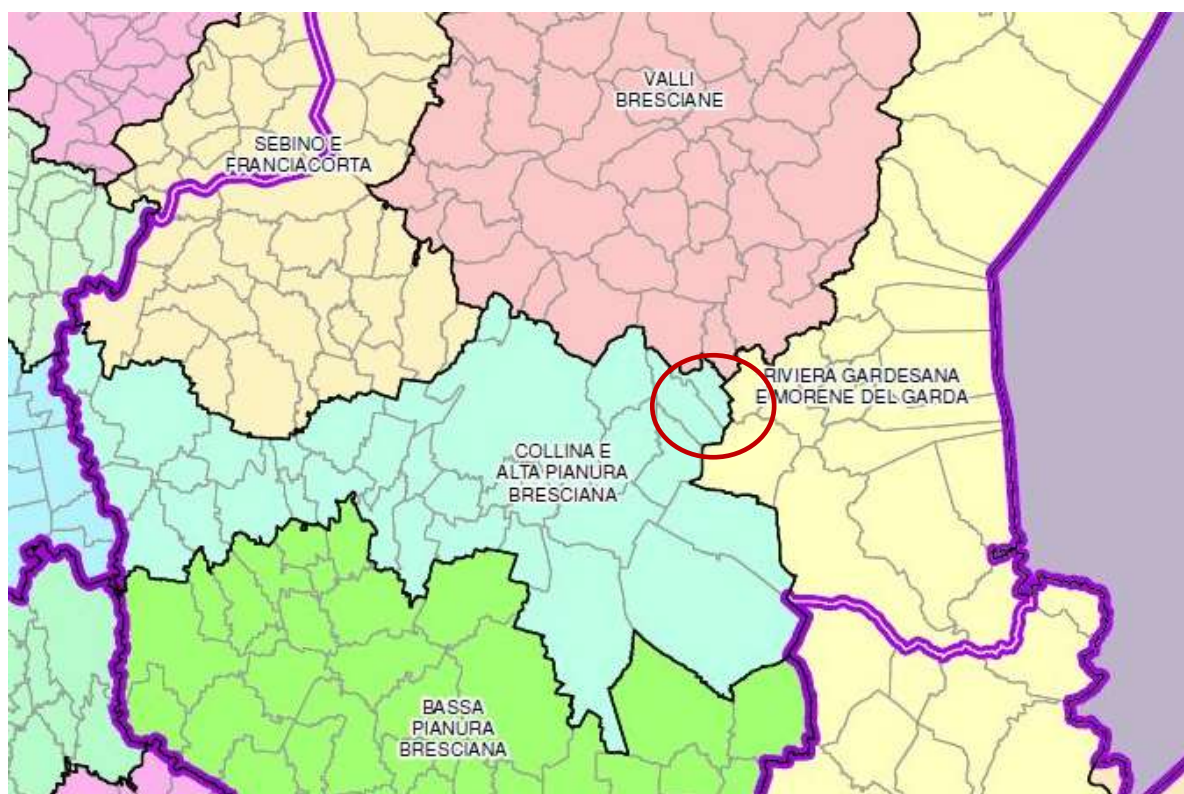 VALLI
BRESCIANE
SEBINO E
FRANCIACORTA
RIVIERA GARDESANA
E MORENE DEL GARDA
COLLINA E
ALTA PIANURA
BRESCIANA
BASSA
PIANURA
BRESCIANA